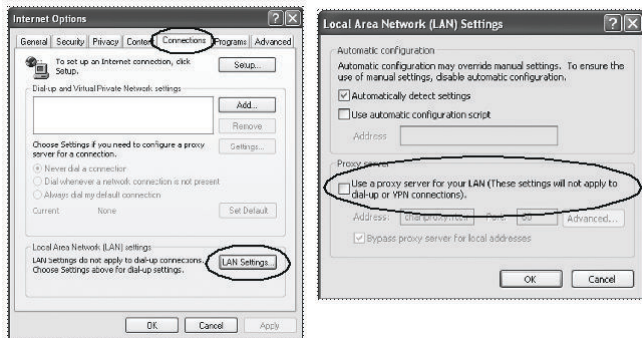 Internet Options
General Security Privacy Content Connections Programs Advanced
To set up an Internet connection, click
Setup.
Setup...
Dial-up and Virtual Private Network settings
Add...
Remove
Choose Settings if you need to configure a proxy
server for a connection.
Settings...
Never dial a connection
Dial whenever a network connection is not present
Always dial my default connection
Current None
Set Default
Local Area Network (LAN) settings
LAN Settings do not apply to dial-up connections.
Choose Settings above for dial-up settings.
LAN Settings...
OK Cancel Apply
Local Area Network (LAN) Settings
Automatic configuration
Automatic configuration may override manual settings. To ensure the
use of manual settings, disable automatic configuration.
Automatically detect settings
Use automatic configuration script
Address
Proxy server
Use a proxy server for your LAN (These settings will not apply to
dial-up or VPN connections).
Address: Port: 80 Advanced...
Bypass proxy server for local addresses
OK Cancel